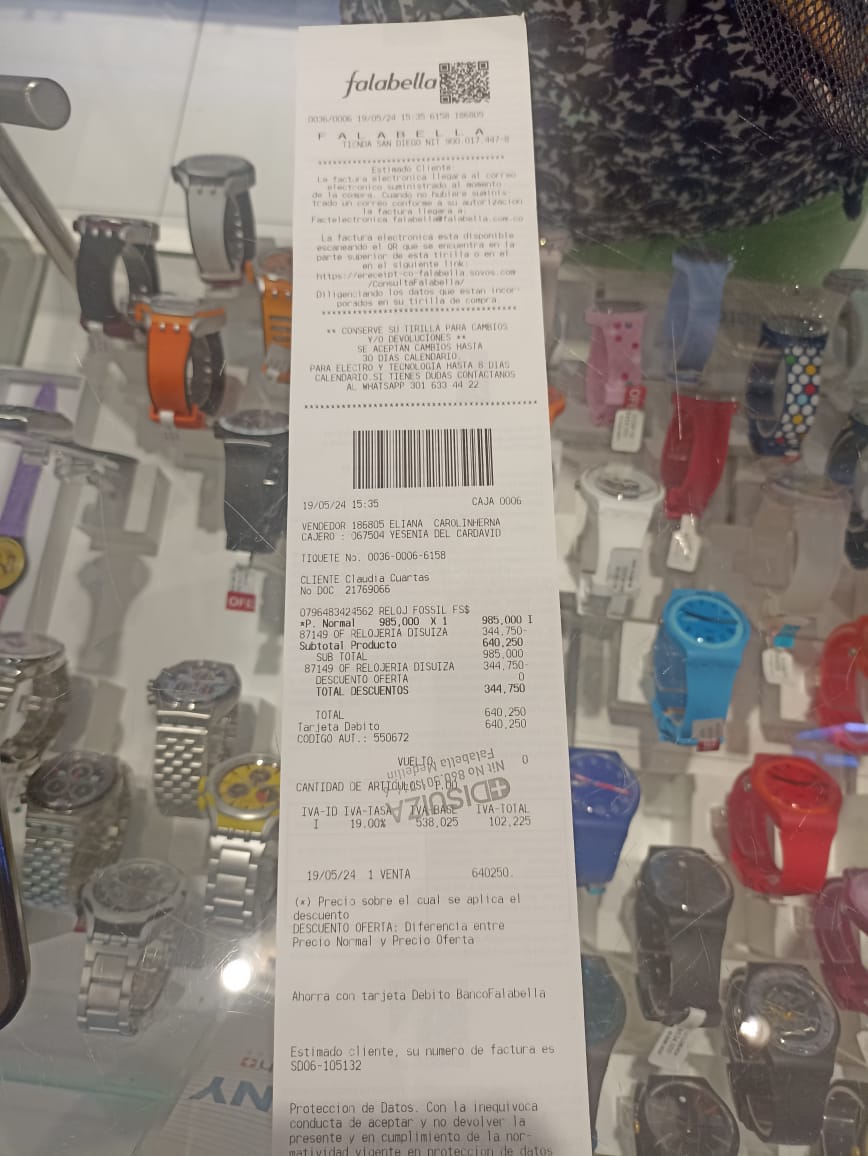 falabella
0036/0006 19/05/24 15:35 6158 186805
F A L A B E L L A
TIENDA SAN DIEGO NIT 900.017.447-8
Estimado Cliente:
La factura electronica llegara al correo
electronico suministrado al momento
de la compra. Cuando no hubiere suminis-
trado un correo conforme a su autorizacion
la factura llegara a:
Factelectronica falabella@falabella.com.co
La factura electronica esta disponible
escaneando el QR que se encuentra en la
parte superior de esta tirilla o en el
en el siguiente link:
https://ereceipt-co-falabella.sovos.com
/ConsultaFalabella/
Diligenciando los datos que estan incor-
porados en su tirilla de compra.
** CONSERVE SU TIRILLA PARA CAMBIOS
Y/O DEVOLUCIONES **
SE ACEPTAN CAMBIOS HASTA
30 DIAS CALENDARIO.
PARA ELECTRO Y TECNOLOGIA HASTA 8 DIAS
CALENDARIO.SI TIENES DUDAS CONTACTANOS
AL WHATSAPP 301 633 44 22
19/05/24 15:35 CAJA 0006
VENDEDOR 186805 ELIANA CAROLINHERNA
CAJERO : 067504 YESENIA DEL CARDAVID
TIQUETE No. 0036-0006-6158
CLIENTE Claudia Cuartas
No DOC 21769066
0796483424562 RELOJ FOSSIL FS$
*P. Normal 985,000 X 1 985,000 I
87149 OF RELOJERIA DISUIZA 344,750-
Subtotal Producto 640,250
SUB TOTAL 985,000
87149 OF RELOJERIA DISUIZA 344,750-
DESCUENTO OFERTA 0
TOTAL DESCUENTOS 344,750
TOTAL 640,250
Tarjeta Debito 640,250
CODIGO AUT.: 550672
VUELTO 0
Falabella Medellin
Nit No 860.
CANTIDAD DE ARTICULOS
DISUIZA
IVA-ID IVA-TASA IVA-BASE IVA-TOTAL
I 19.00% 538,025 102,225
19/05/24 1 VENTA 640250.
(*) Precio sobre el cual se aplica el
descuento
DESCUENTO OFERTA: Diferencia entre
Precio Normal y Precio Oferta
Ahorra con tarjeta Debito BancoFalabella
Estimado cliente, su numero de factura es
SD06-105132
Proteccion de Datos. Con la inequivoca
conducta de aceptar y no devolver la
presente y en cumplimiento de la nor-
matividad vigente en proteccion de datos
OFE